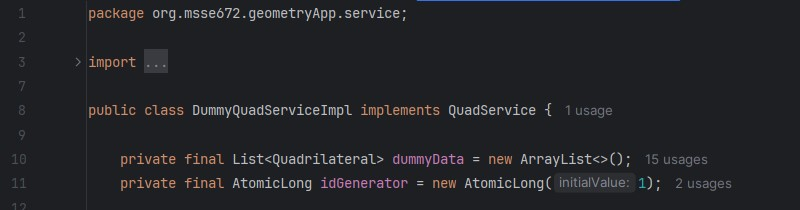 1 package org.msse672.geometryApp.service;
2
3 import ...
7
8 public class DummyQuadServiceImpl implements QuadService { 1 usage
9
10 private final List<Quadrilateral> dummyData = new ArrayList<>(); 15 usages
11 private final AtomicLong idGenerator = new AtomicLong( initialValue: 1); 2 usages
12